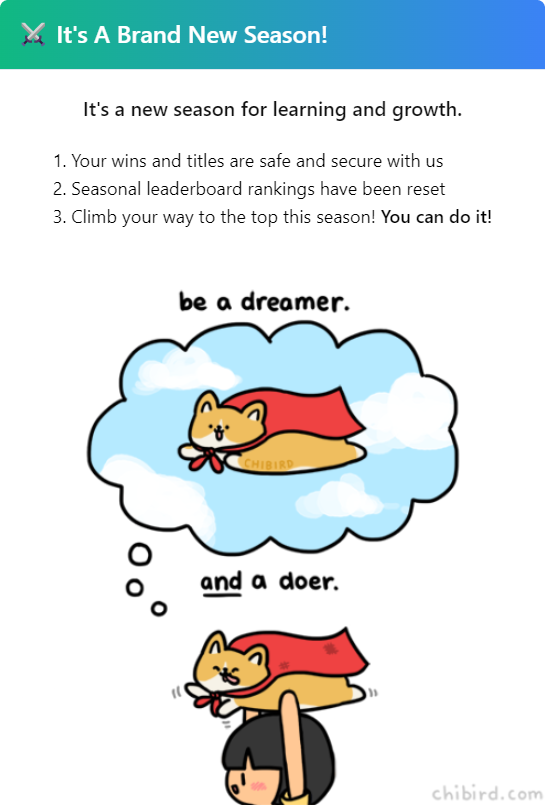 It's A Brand New Season!
It's a new season for learning and growth.
1. Your wins and titles are safe and secure with us
2. Seasonal leaderboard rankings have been reset
3. Climb your way to the top this season! You can do it!
be a dreamer.
CHIBIRD
and a doer.
chibird.com